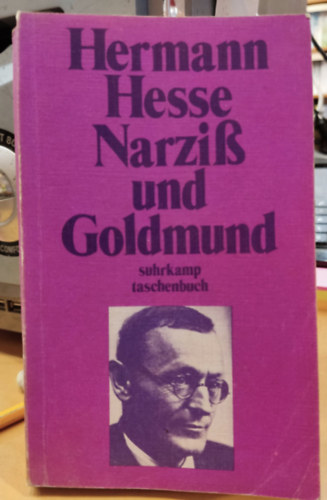 Hermann
Hesse
Narziß
und
Goldmund
suhrkamp
taschenbuch